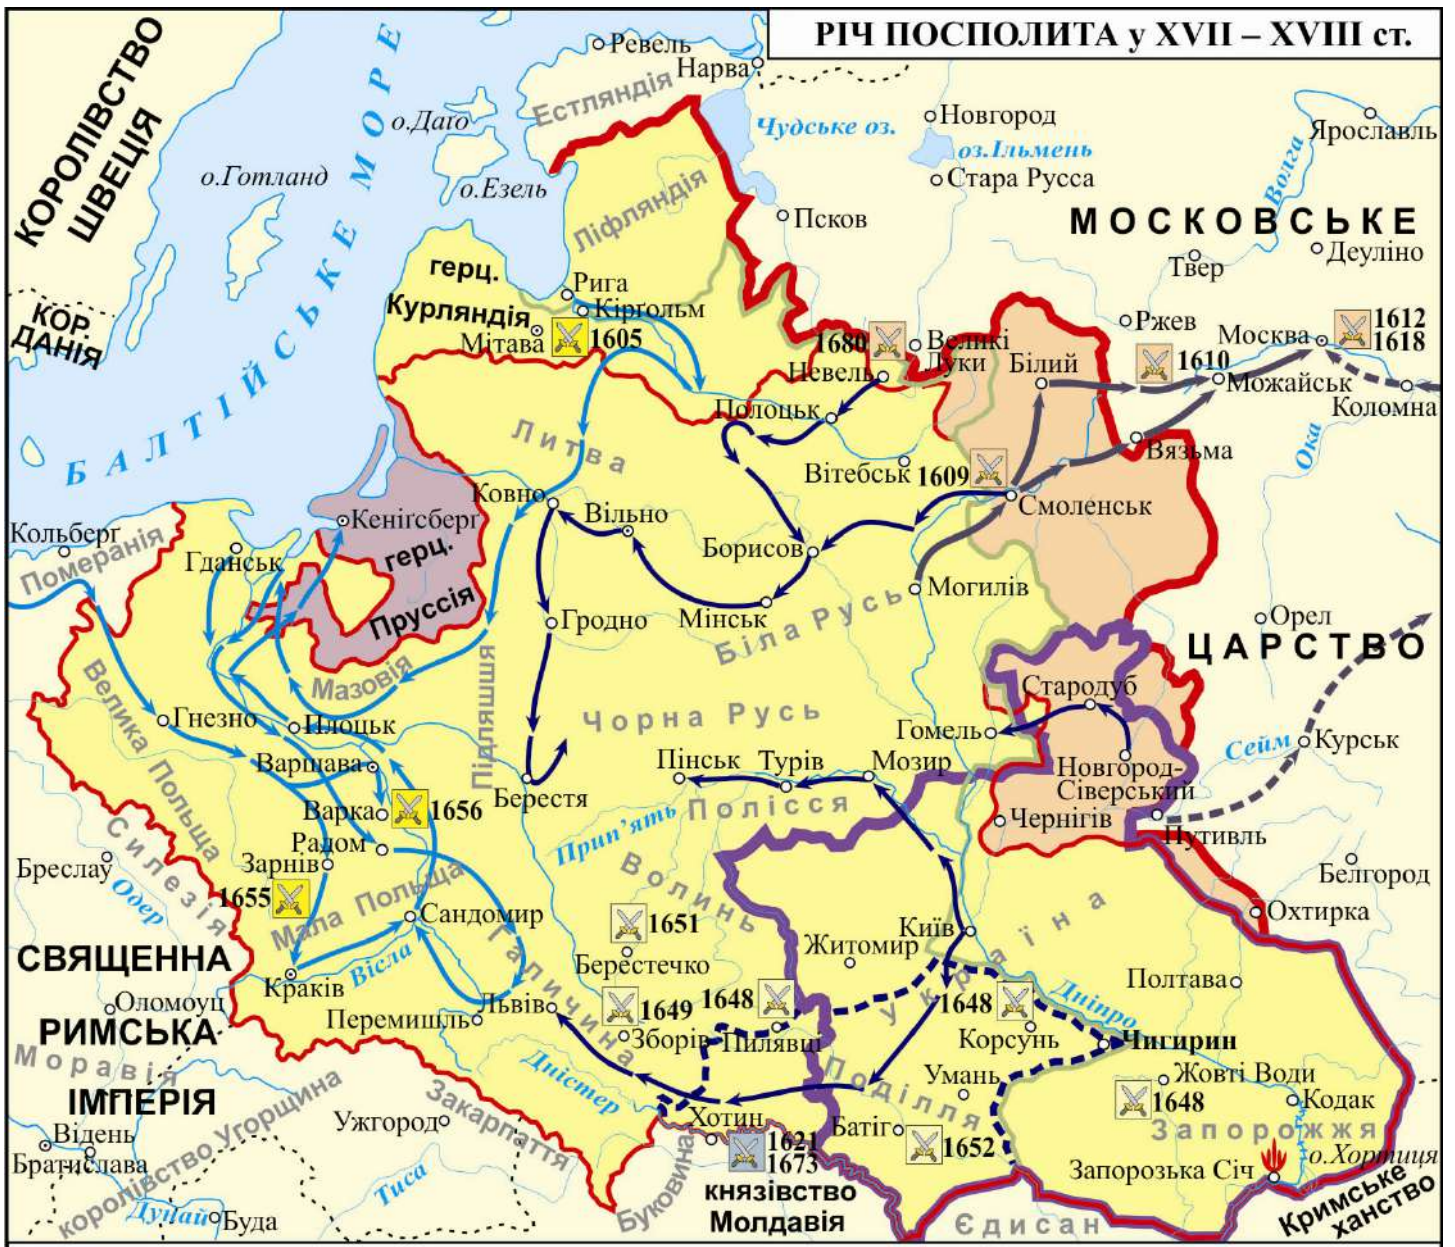 РІЧ ПОСПОЛИТА у XVII – XVIII ст.
КОРОЛІВСТВО
ШВЕЦІЯ
КОР.
ДАНІЯ
БАЛТІЙСЬКЕ МОРЕ
о.Готланд
о.Даго
о.Езель
Ревель
Нарва
Естляндія
Чудське оз.
Новгород
оз.Ільмень
Стара Русса
Псков
Волга
Ярославль
МОСКОВСЬКЕ
Деуліно
Твер
Ліфляндія
герц.
Курляндія
Рига
Кірґольм
Мітава
1605
1680
Великі
Луки
Невель
Ржев
Москва
1612
1618
Білий
1610
Можайськ
Коломна
Ока
Полоцьк
Литва
Вітебськ
1609
Вязьма
Смоленськ
Ковно
Вільно
Борисов
Кеніґсберґ
герц.
Пруссія
Кольберґ
Померанія
Гданськ
Могилів
Мінськ
Гродно
Біла Русь
Орел
ЦАРСТВО
Мазовія
Підляшшя
Велика Польща
Гнезно
Плоцьк
Чорна Русь
Стародуб
Гомель
Сейм
Курськ
Варшава
Берестя
Пінськ
Турів
Мозир
Новгород-
Сіверський
Полісся
Прип’ять
Чернігів
Путивль
Варка
1656
Радом
Зарнів
1655
Силезія
Бреслау
Одер
Белгород
Охтирка
Мала Польща
Сандомир
Волинь
1651
Берестечко
Київ
Україна
Житомир
СВЯЩЕННА
Краків
Вісла
Галичина
Львів
Перемишль
1649
Зборів
1648
Пилявці
1648
Корсунь
Дніпро
Полтава
Чигирин
Оломоуц
РИМСЬКА
Моравія
ІМПЕРІЯ
Дністер
Поділля
Умань
Жовті Води
1648
Кодак
Запорожжя
Хотин
1621
1673
Батіг
1652
Ужгород
Закарпаття
Відень
Братислава
королівство Угорщина
Тиса
Дунай
Буда
Буковина
князівство
Молдавія
Єдисан
Запорозька Січ
о.Хортиця
Кримське
ханство